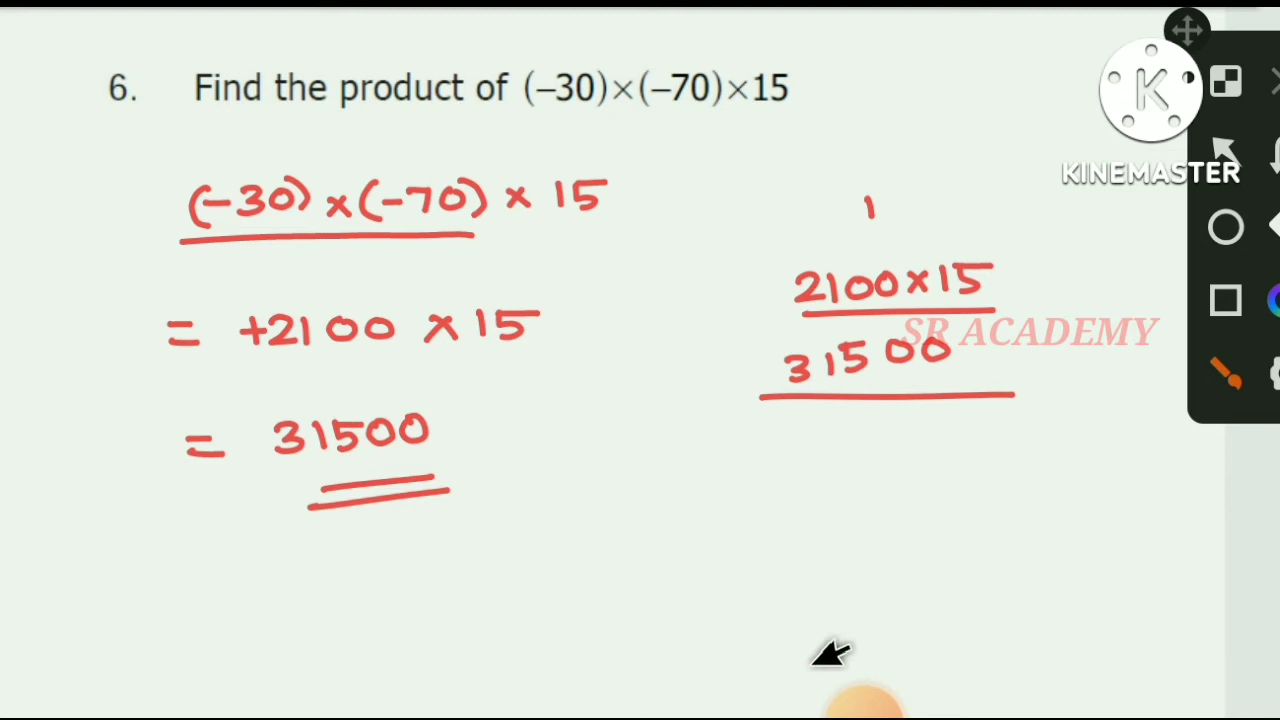 6. Find the product of (–30)×(–70)×15
KINEMASTER
(-30) × (-70) × 15
1
2100×15
= +2100 × 15
SR ACADEMY
31500
= 31500